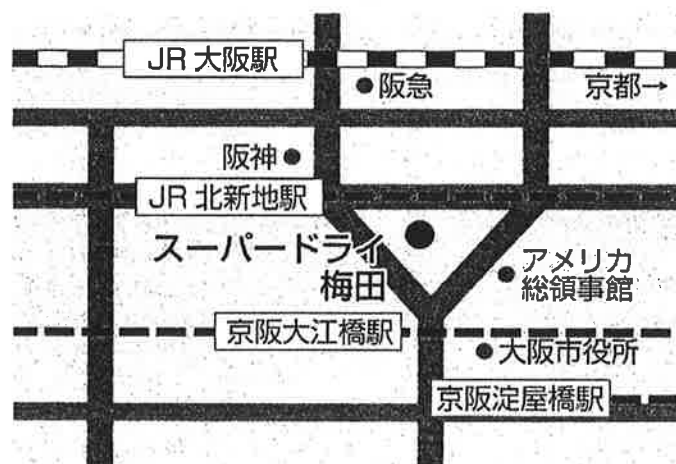 JR 大阪駅
阪急
京都→
阪神
JR 北新地駅
スーパードライ
梅田
アメリカ
総領事館
京阪大江橋駅
大阪市役所
京阪淀屋橋駅